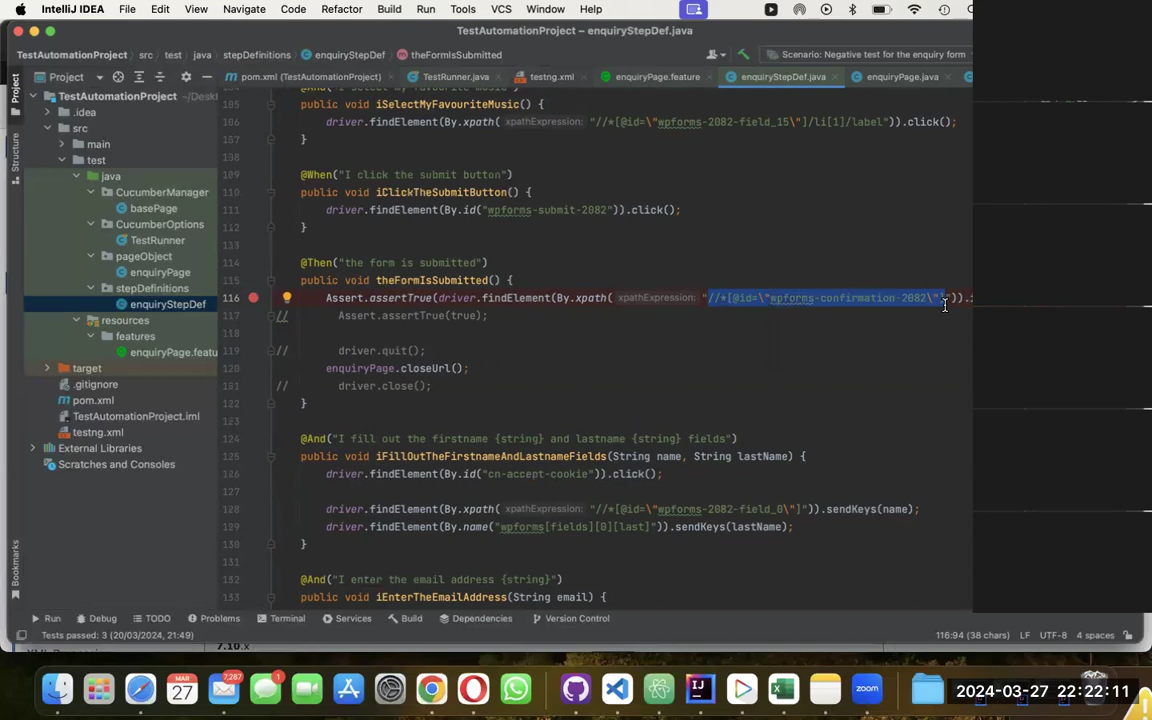 IntelliJ IDEA File Edit View Navigate Code Refactor Build Run Tools VCS Window Help
TestAutomationProject – enquiryStepDef.java
TestAutomationProject src test java stepDefinitions enquiryStepDef theFormIsSubmitted Scenario: Negative test for the enquiry form
Project pom.xml (TestAutomationProject) TestRunner.java testng.xml enquiryPage.feature enquiryStepDef.java enquiryPage.java
Project
Structure
Bookmarks
TestAutomationProject ~/Desk
.idea
src
main
test
java
CucumberManager
basePage
CucumberOptions
TestRunner
pageObject
enquiryPage
stepDefinitions
enquiryStepDef
resources
features
enquiryPage.featu
target
.gitignore
pom.xml
TestAutomationProject.iml
testng.xml
External Libraries
Scratches and Consoles
105 public void iSelectMyFavouriteMusic() {
106 driver.findElement(By.xpath( xpathExpression: "//*[@id=\"wpforms-2082-field_15\"]/li[1]/label")).click();
107 }
108
109 @When("I click the submit button")
110 public void iClickTheSubmitButton() {
111 driver.findElement(By.id("wpforms-submit-2082")).click();
112 }
113
114 @Then("the form is submitted")
115 public void theFormIsSubmitted() {
116 Assert.assertTrue(driver.findElement(By.xpath( xpathExpression: "//*[@id=\"wpforms-confirmation-2082\"]")).i
117 // Assert.assertTrue(true);
118
119 // driver.quit();
120 enquiryPage.closeUrl();
121 // driver.close();
122 }
123
124 @And("I fill out the firstname {string} and lastname {string} fields")
125 public void iFillOutTheFirstnameAndLastnameFields(String name, String lastName) {
126 driver.findElement(By.id("cn-accept-cookie")).click();
127
128 driver.findElement(By.xpath( xpathExpression: "//*[@id=\"wpforms-2082-field_0\"]")).sendKeys(name);
129 driver.findElement(By.name("wpforms[fields][0][last]")).sendKeys(lastName);
130 }
131
132 @And("I enter the email address {string}")
133 public void iEnterTheEmailAddress(String email) {
Run Debug TODO Problems Terminal Services Build Dependencies Version Control
Tests passed: 3 (20/03/2024, 21:49) 116:94 (38 chars) LF UTF-8 4 spaces
7.10.x
MAR
27
7,287
1
zoom
2024-03-27 22:22:11